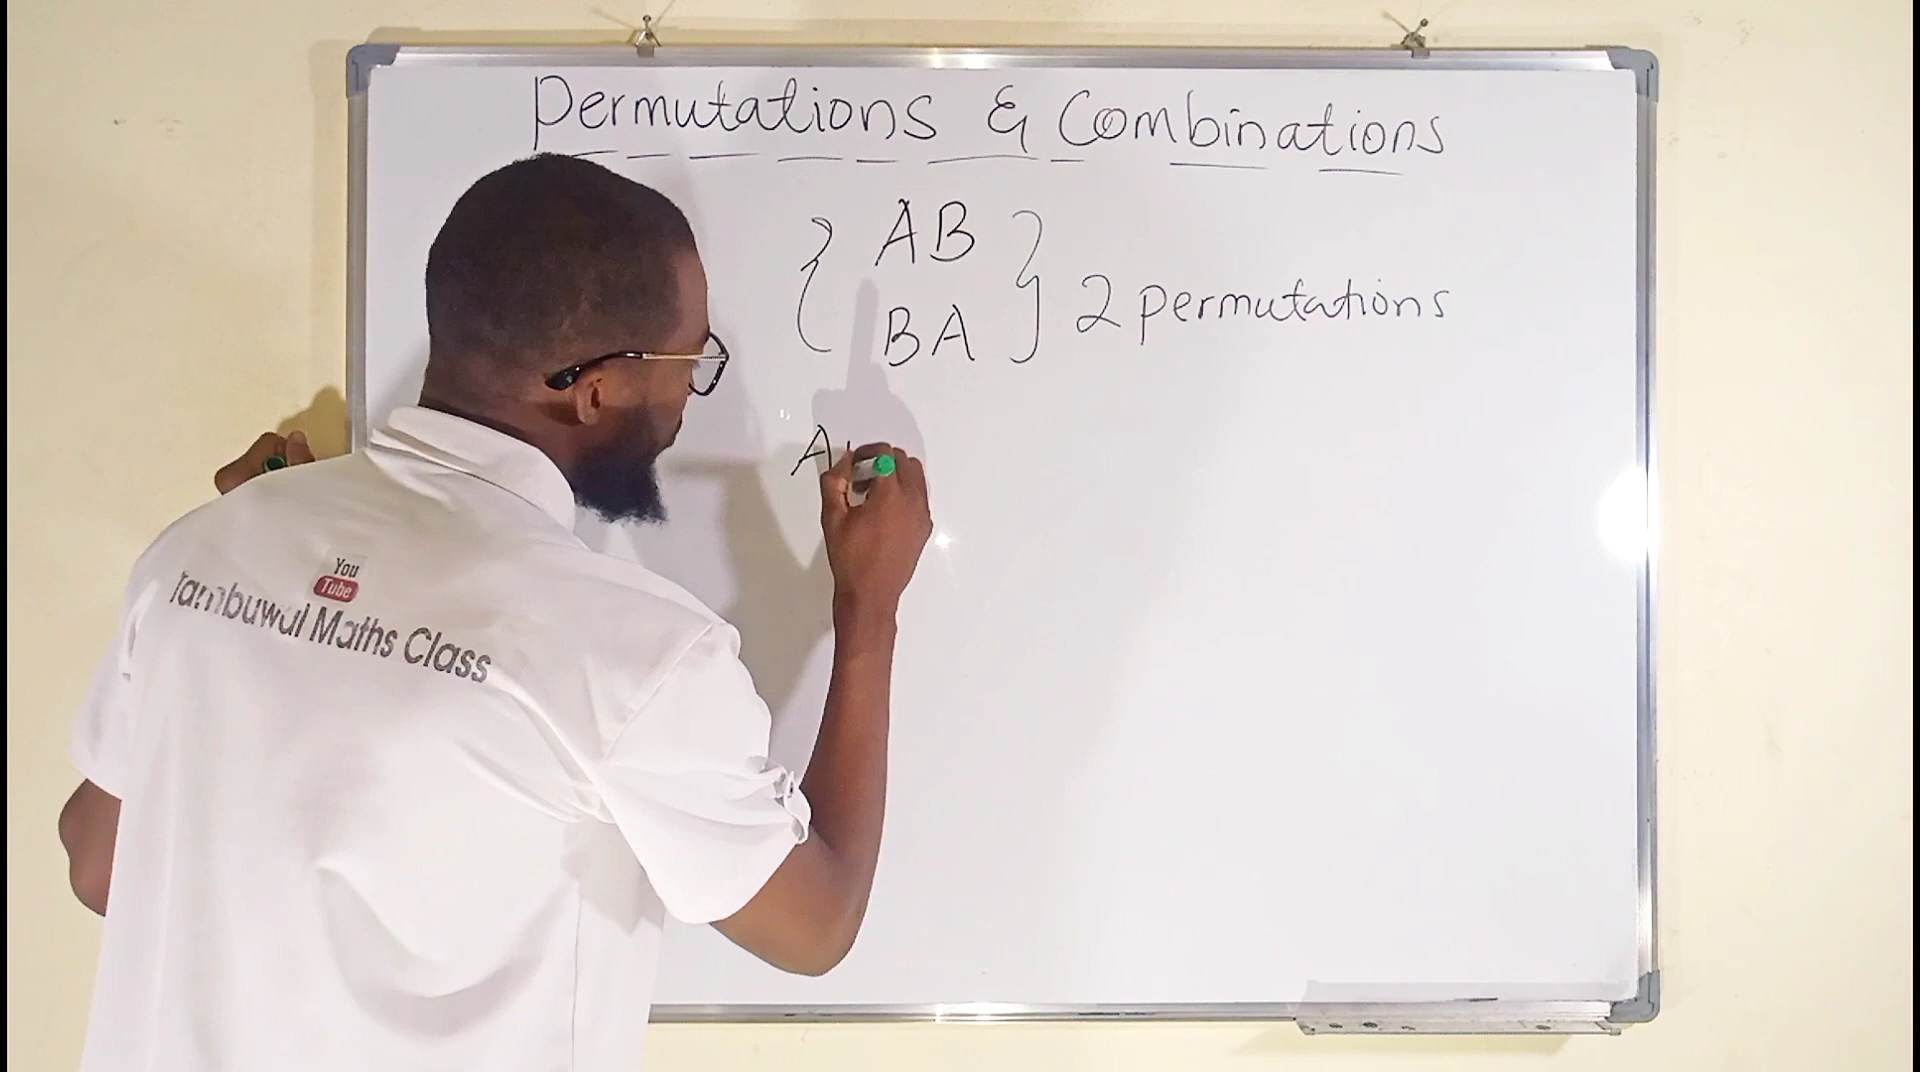 Permutations & Combinations
AB
BA
2 permutations
A
You
Tube
Tambuwal Maths Class